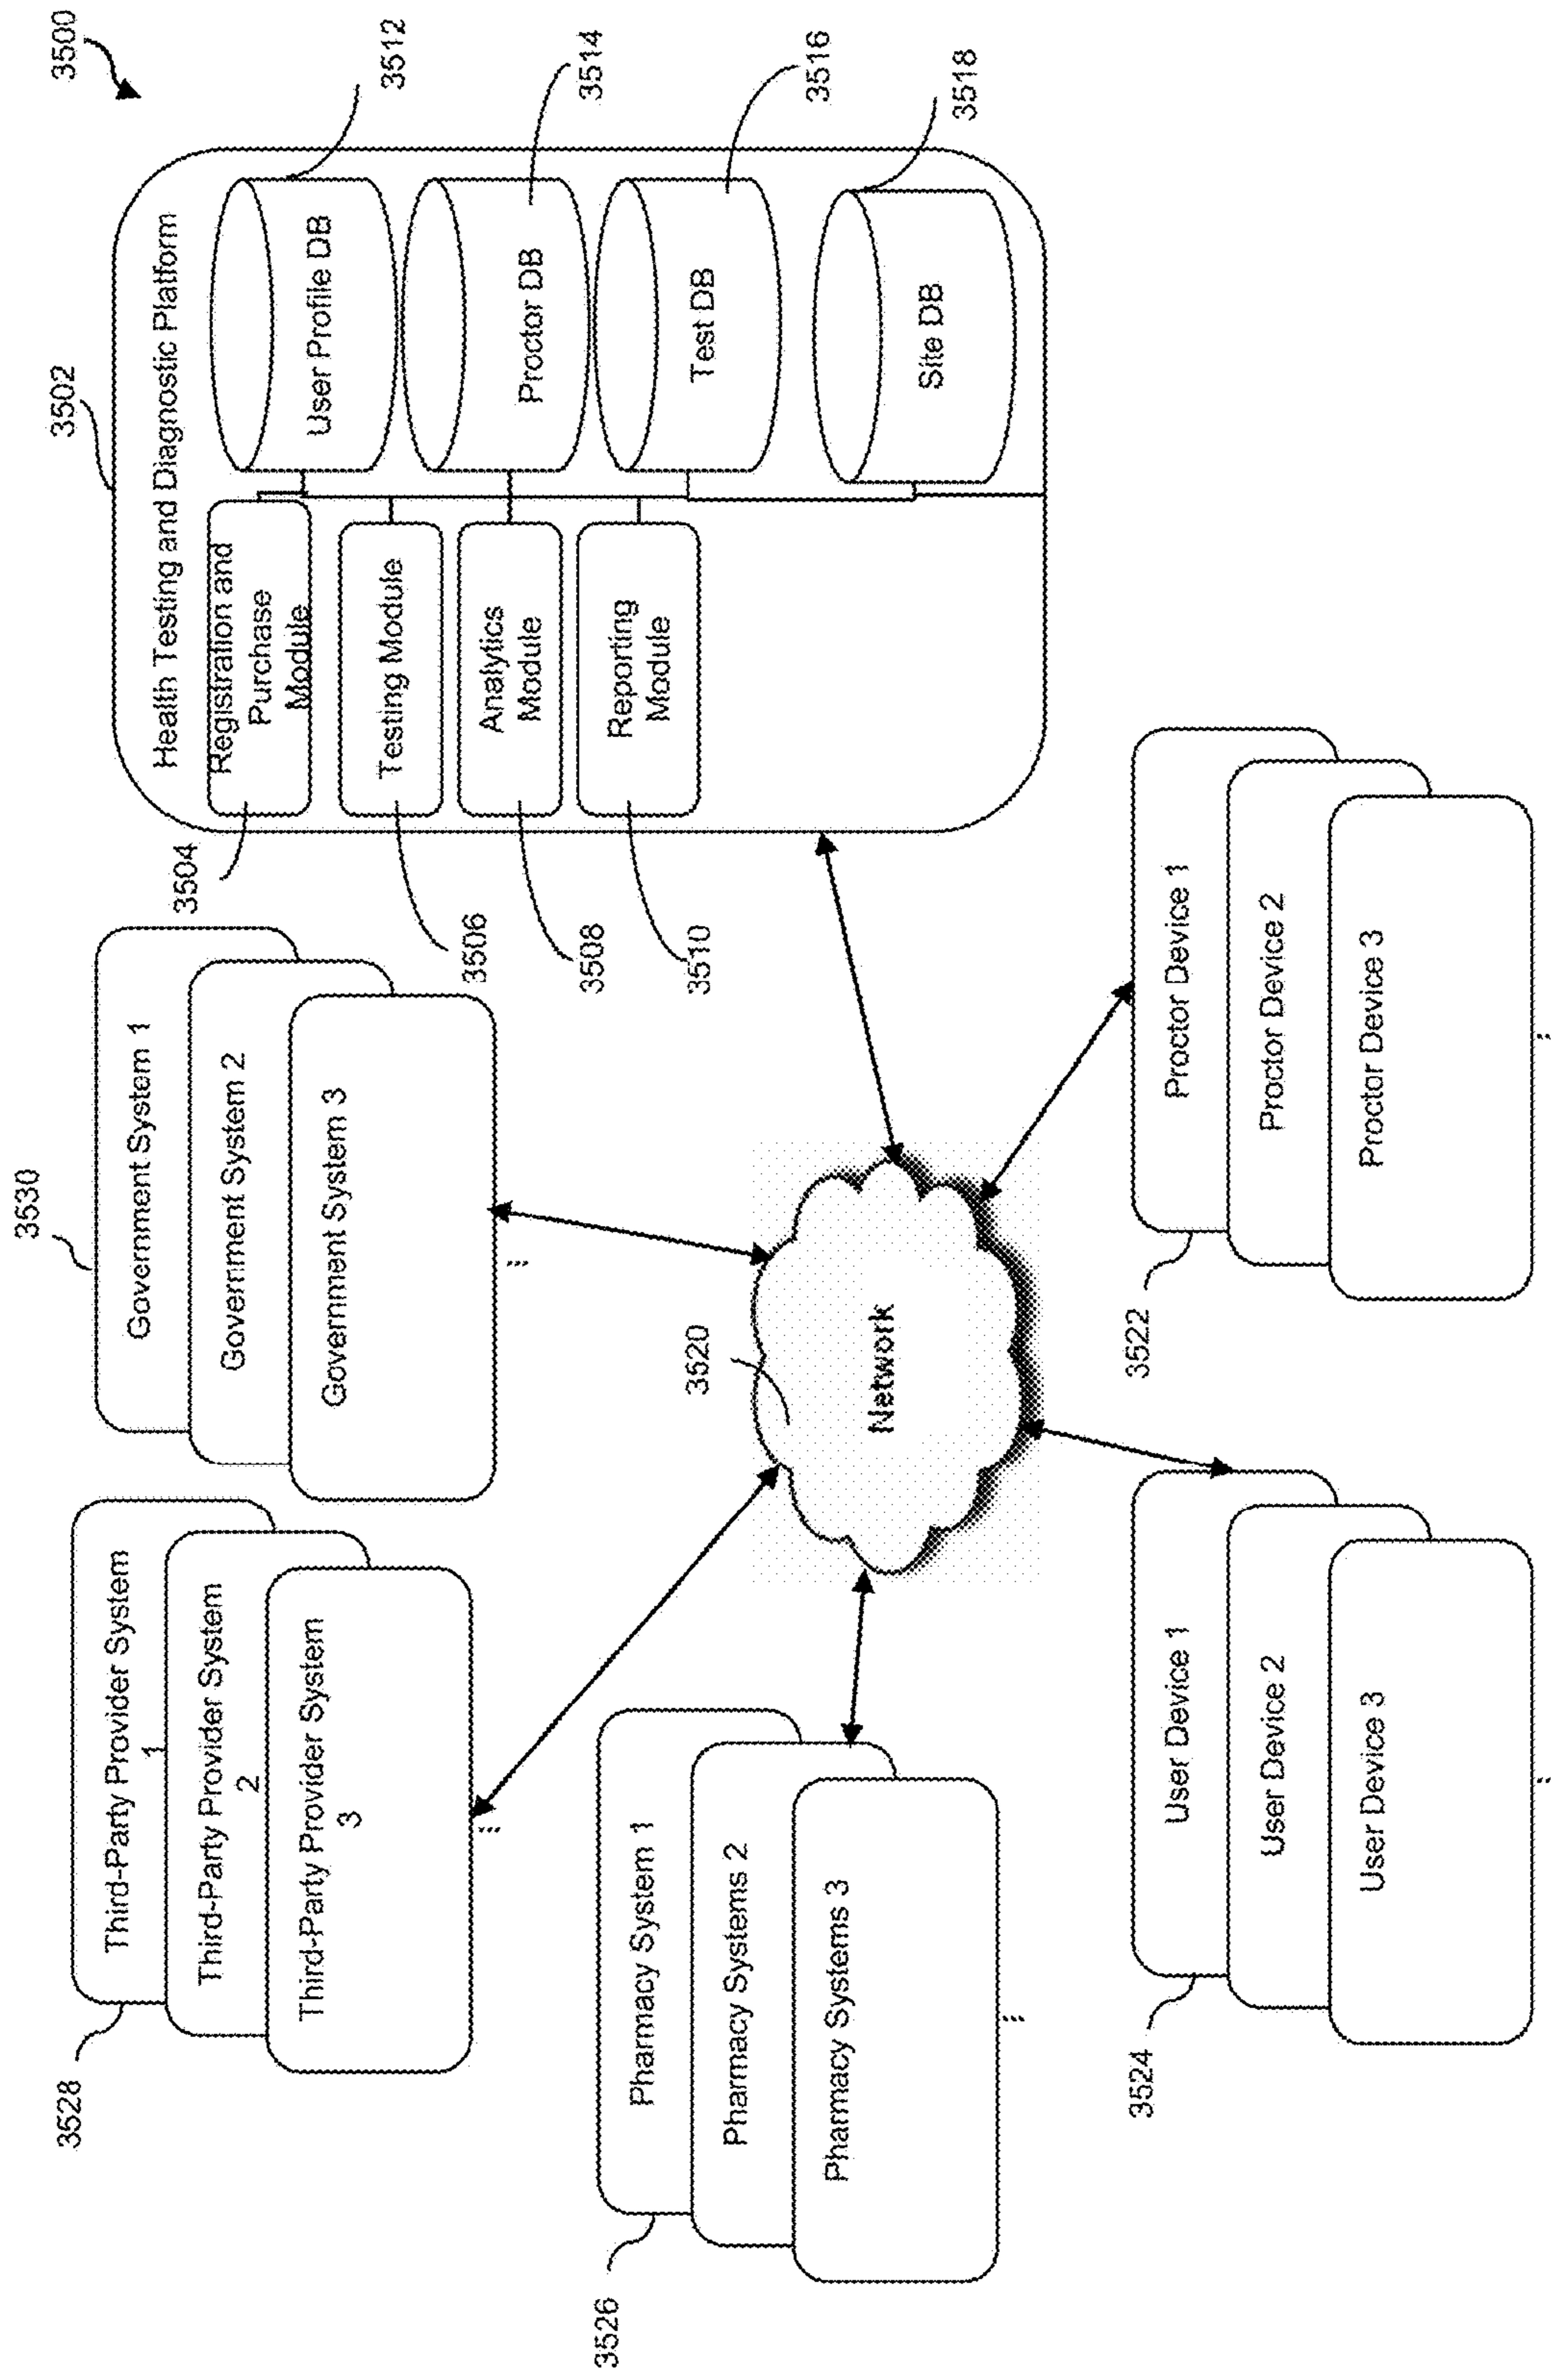 3500
3502
Health Testing and Diagnostic Platform
3504
Registration and
Purchase
Module
User Profile DB
3512
3506
Testing Module
Proctor DB
3514
3508
Analytics
Module
Test DB
3516
3510
Reporting
Module
Site DB
3518
3530
Government System 1
Government System 2
Government System 3
...
3528
Third-Party Provider System
1
Third-Party Provider System
2
Third-Party Provider System
3
...
3520
Network
3526
Pharmacy System 1
Pharmacy Systems 2
Pharmacy Systems 3
...
3524
User Device 1
User Device 2
User Device 3
...
3522
Proctor Device 1
Proctor Device 2
Proctor Device 3
...